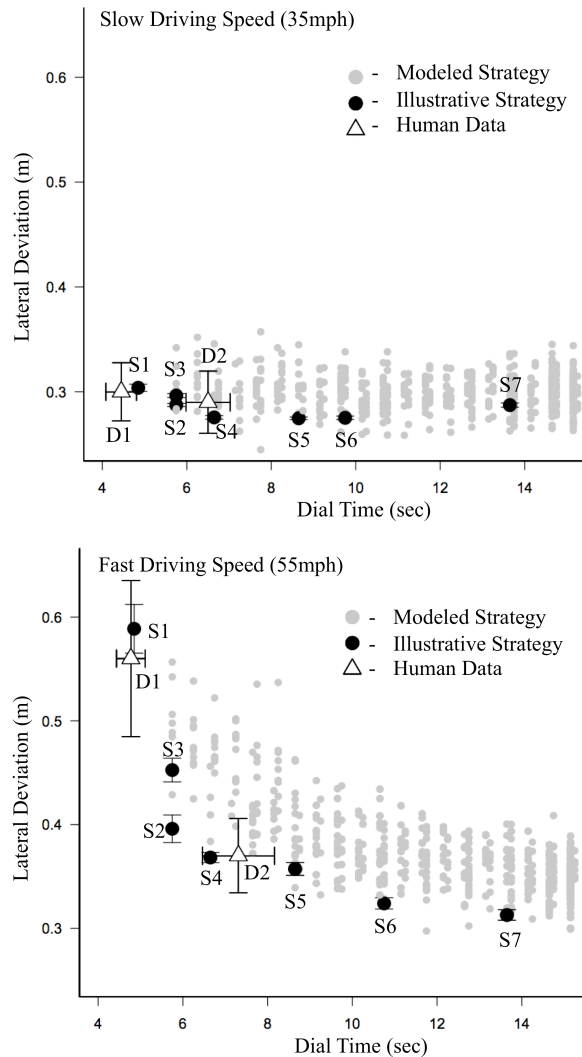 Slow Driving Speed (35mph)
0.6
- Modeled Strategy
- Illustrative Strategy
- Human Data
0.5
Lateral Deviation (m)
0.4
S1
S3
D2
S7
0.3
D1
S2
S4
S5
S6
4 6 8 10 12 14
Dial Time (sec)
Fast Driving Speed (55mph)
0.6
- Modeled Strategy
S1
- Illustrative Strategy
- Human Data
D1
0.5
Lateral Deviation (m)
S3
S2
0.4
S4
D2
S5
S6
S7
0.3
4 6 8 10 12 14
Dial Time (sec)